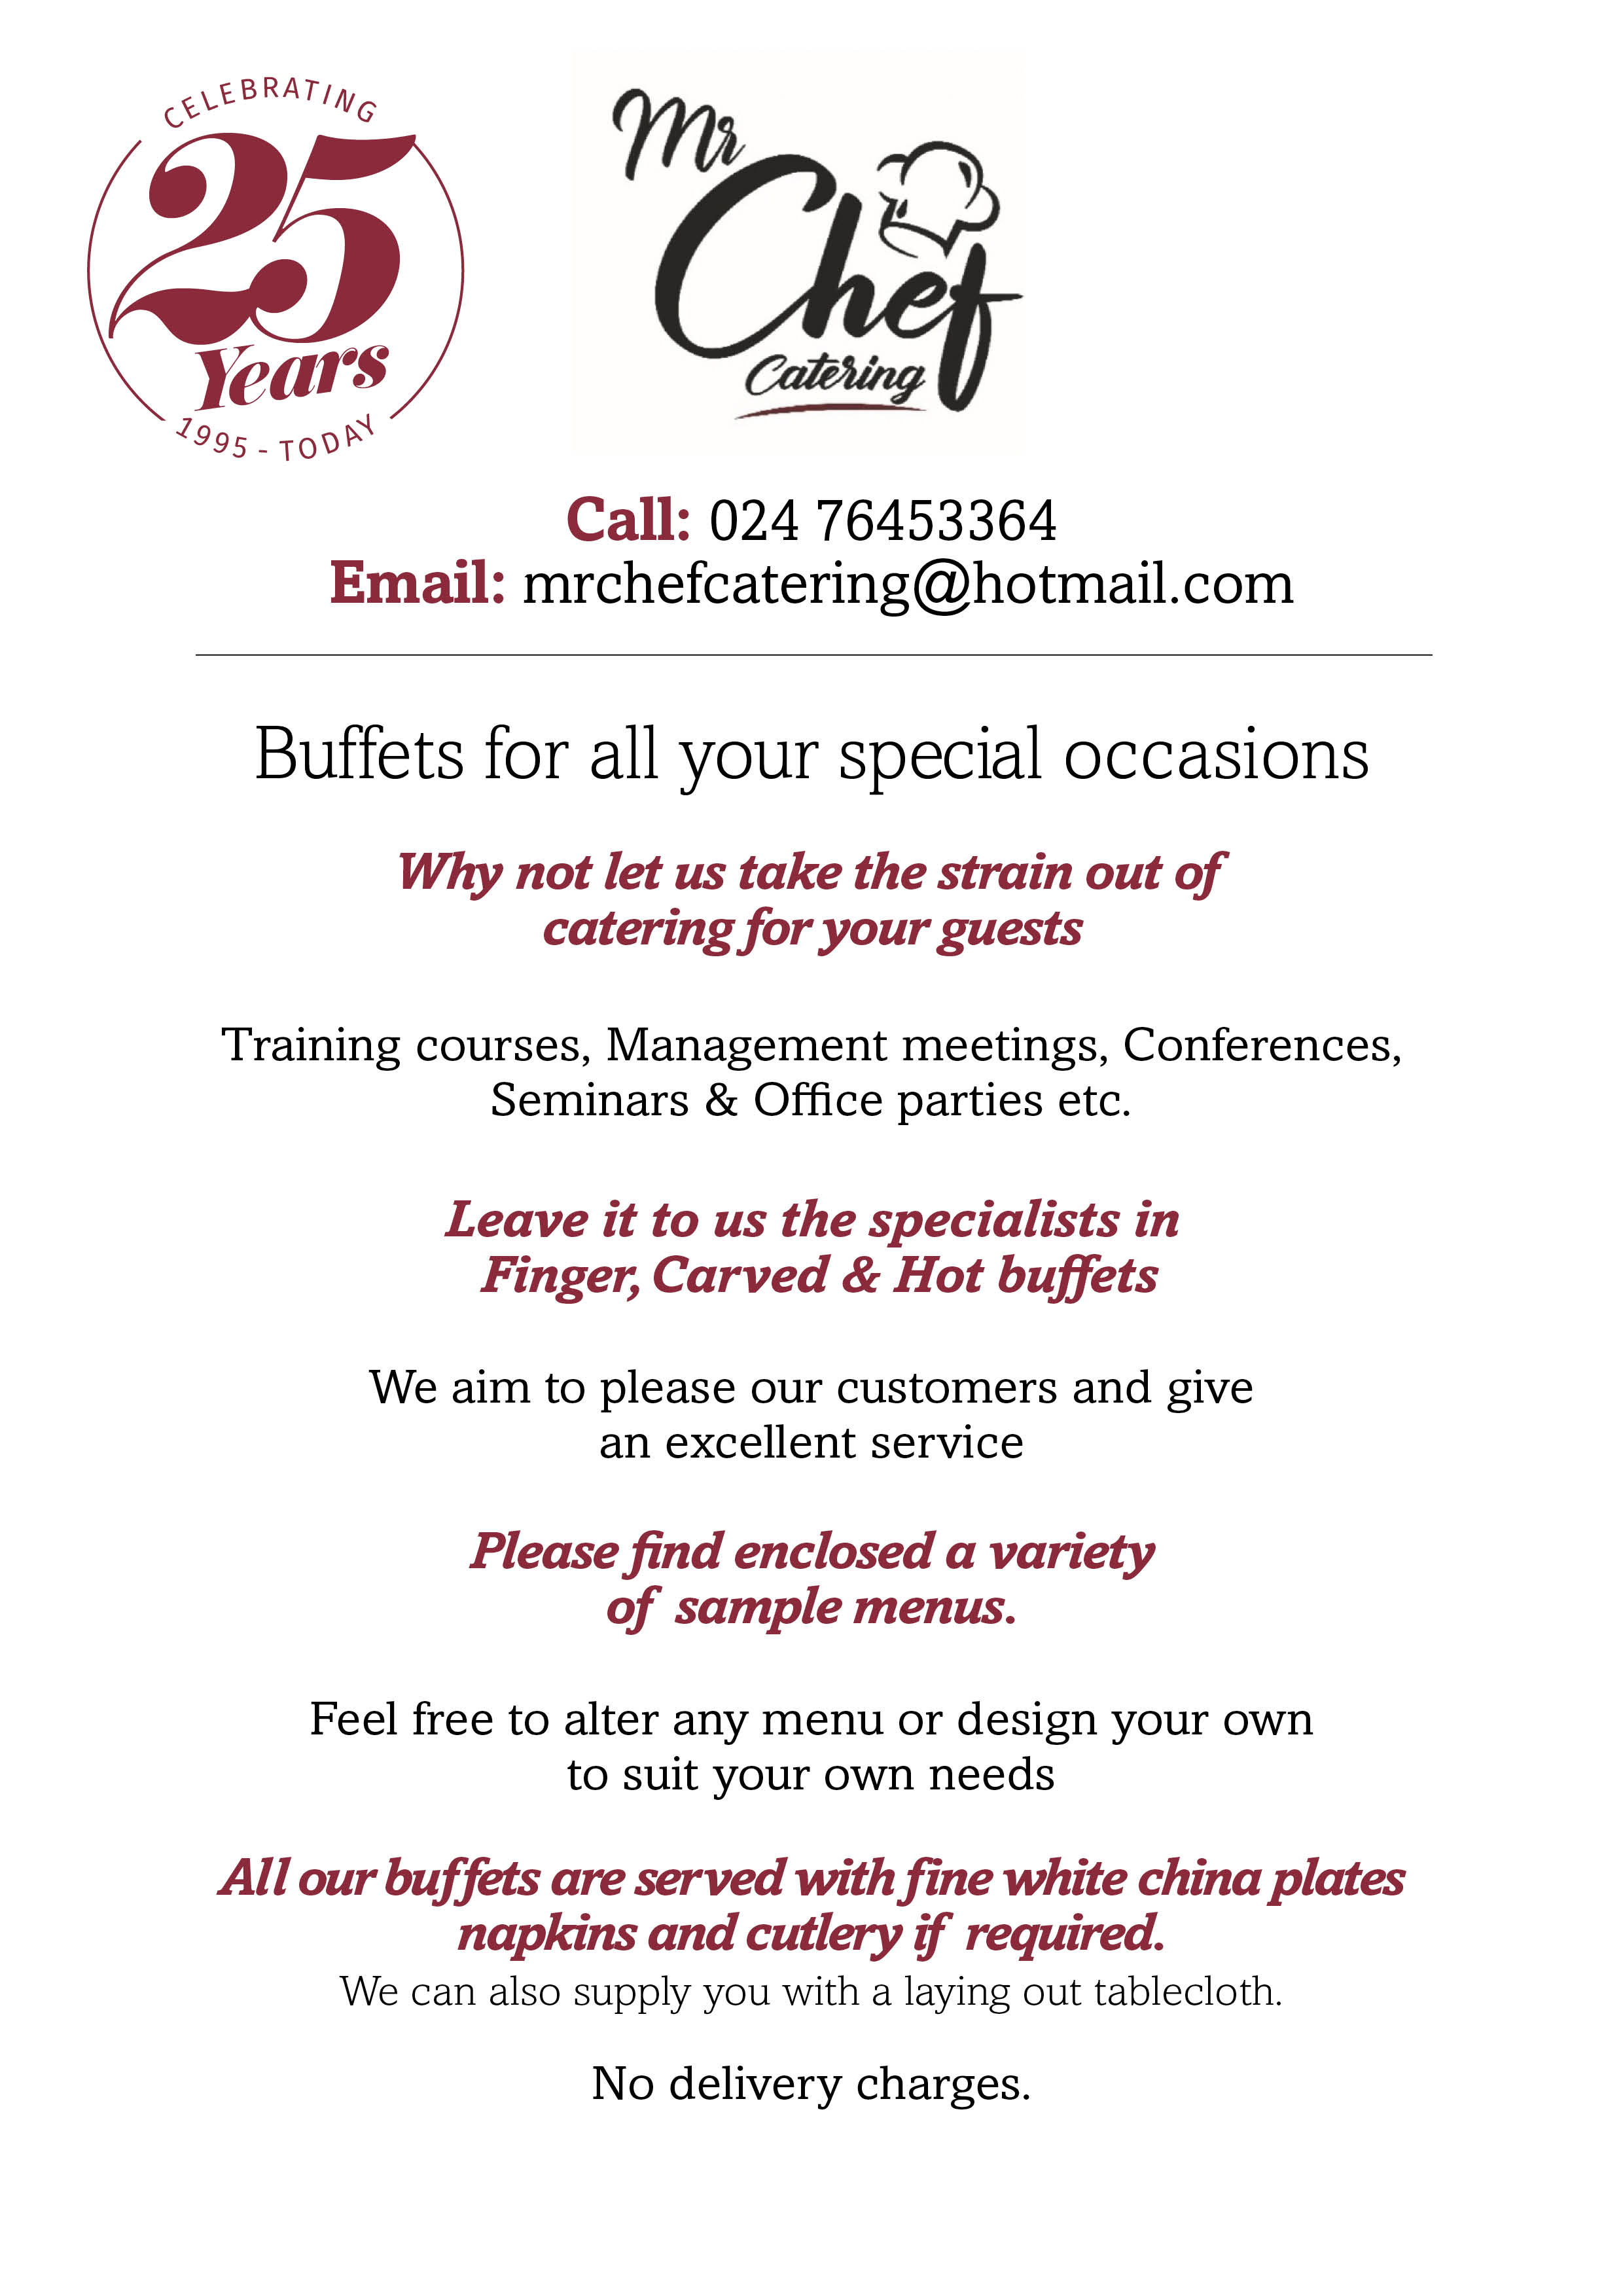 CELEBRATING
25
Years
1995 - TODAY
Mr
Chef
Catering
Call: 024 76453364
Email: mrchefcatering@hotmail.com
Buffets for all your special occasions
Why not let us take the strain out of
catering for your guests
Training courses, Management meetings, Conferences,
Seminars & Office parties etc.
Leave it to us the specialists in
Finger, Carved & Hot buffets
We aim to please our customers and give
an excellent service
Please find enclosed a variety
of sample menus.
Feel free to alter any menu or design your own
to suit your own needs
All our buffets are served with fine white china plates
napkins and cutlery if required.
We can also supply you with a laying out tablecloth.
No delivery charges.